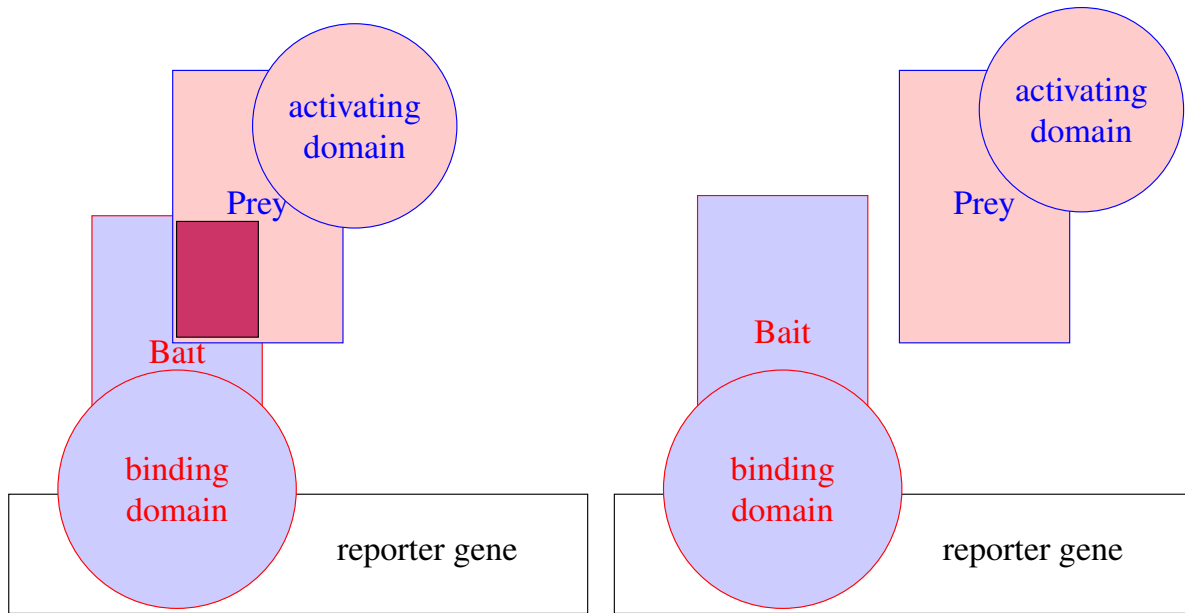 activating
domain
Prey
Bait
binding
domain
reporter gene
activating
domain
Prey
Bait
binding
domain
reporter gene